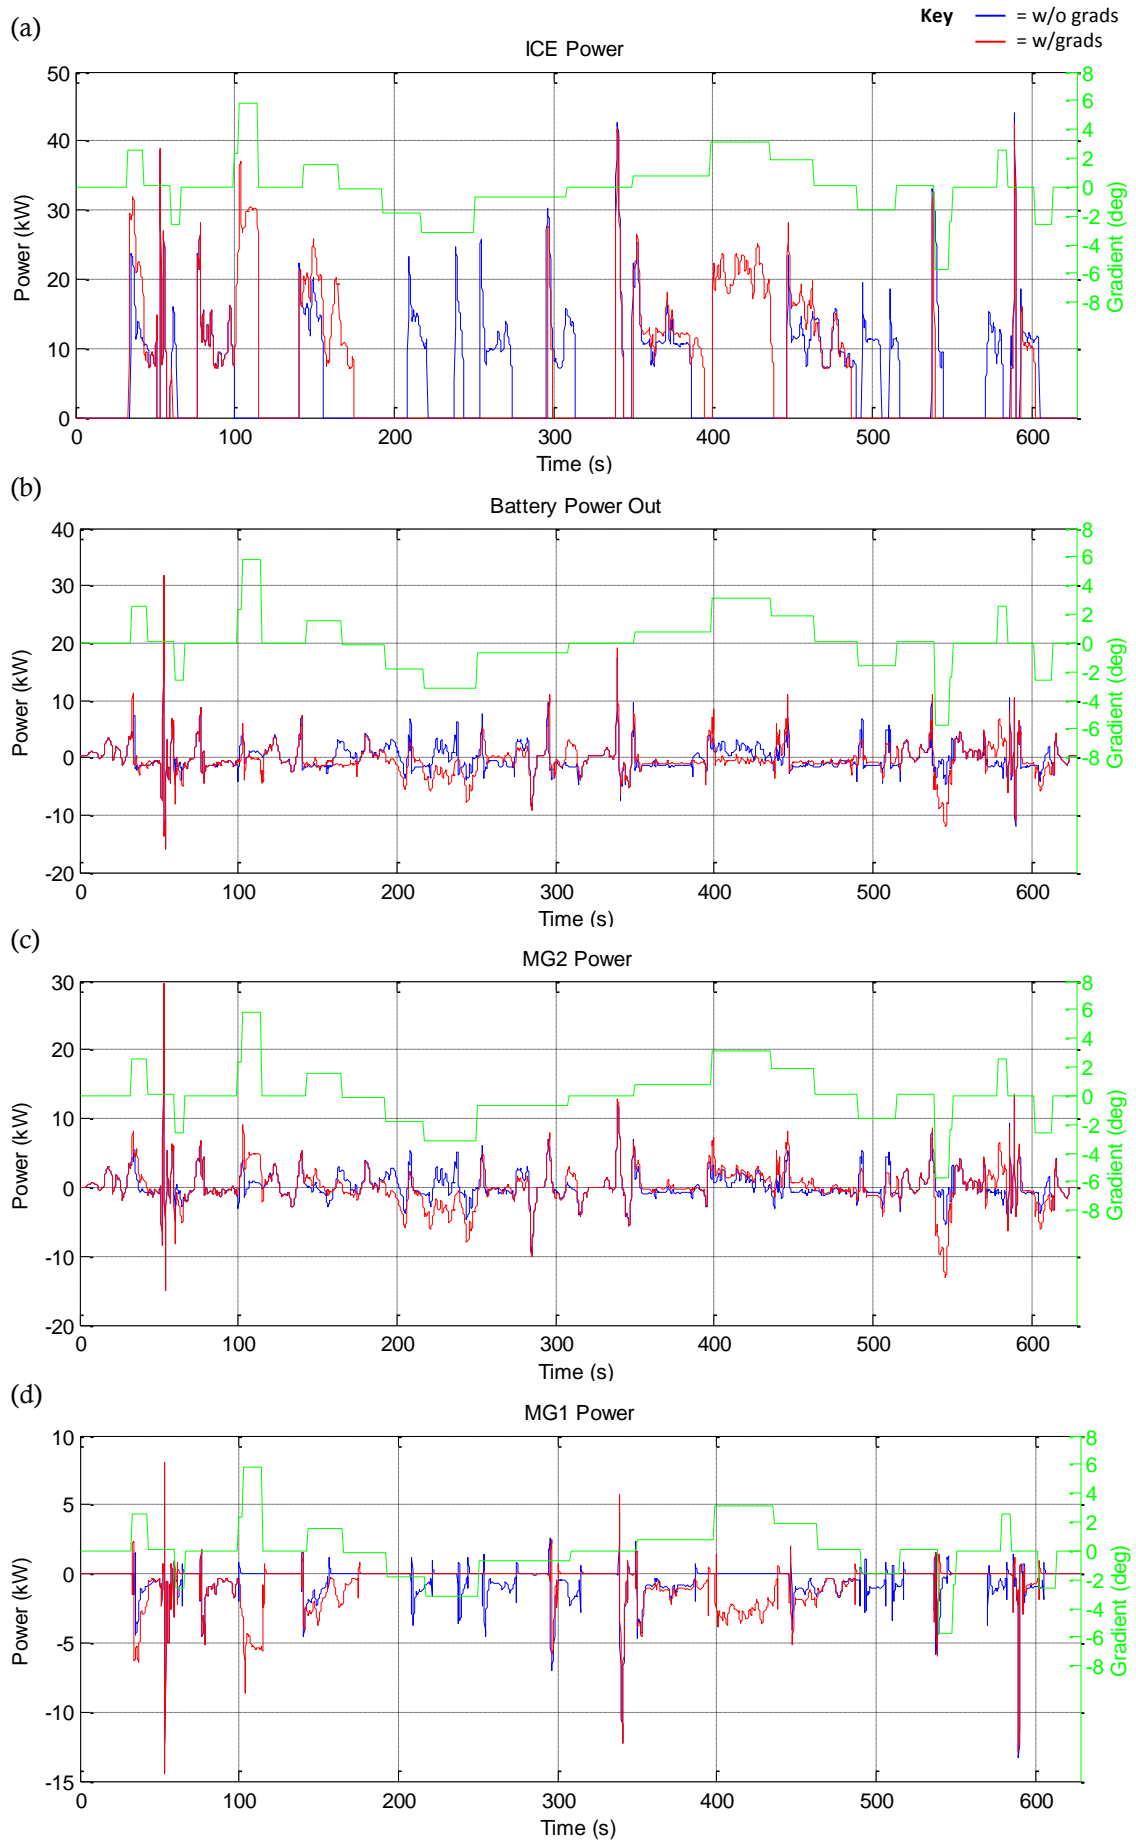 (a)
Key = w/o grads
= w/grads
ICE Power
50
40
30
20
10
0
Power (kW)
8
6
4
2
0
-2
-4
-6
-8
Gradient (deg)
0 100 200 300 400 500 600
Time (s)
(b)
Battery Power Out
40
30
20
10
0
-10
-20
Power (kW)
8
6
4
2
0
-2
-4
-6
-8
Gradient (deg)
0 100 200 300 400 500 600
Time (s)
(c)
MG2 Power
30
20
10
0
-10
-20
Power (kW)
8
6
4
2
0
-2
-4
-6
-8
Gradient (deg)
0 100 200 300 400 500 600
Time (s)
(d)
MG1 Power
10
5
0
-5
-10
-15
Power (kW)
8
6
4
2
0
-2
-4
-6
-8
Gradient (deg)
0 100 200 300 400 500 600
Time (s)